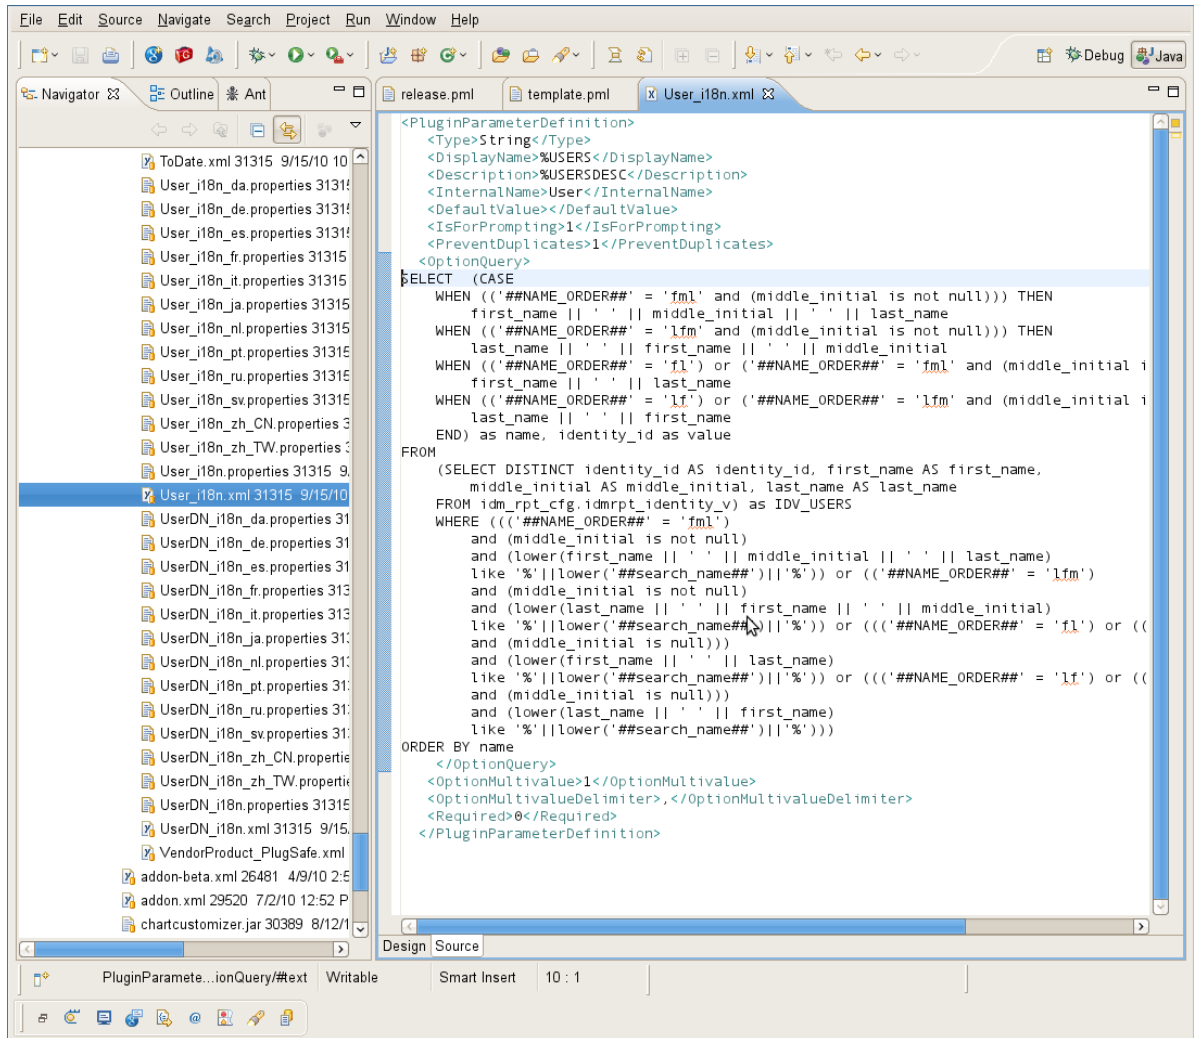 File Edit Source Navigate Search Project Run Window Help
Debug Java
Navigator Outline Ant
release.pml template.pml User_i18n.xml
ToDate.xml 31315 9/15/10 10
User_i18n_da.properties 3131
User_i18n_de.properties 3131
User_i18n_es.properties 3131
User_i18n_fr.properties 31315
User_i18n_it.properties 31315
User_i18n_ja.properties 31315
User_i18n_nl.properties 31315
User_i18n_pt.properties 31315
User_i18n_ru.properties 31315
User_i18n_sv.properties 31315
User_i18n_zh_CN.properties 3
User_i18n_zh_TW.properties 3
User_i18n.properties 31315 9
User_i18n.xml 31315 9/15/10
UserDN_i18n_da.properties 31
UserDN_i18n_de.properties 31
UserDN_i18n_es.properties 31
UserDN_i18n_fr.properties 313
UserDN_i18n_it.properties 313
UserDN_i18n_ja.properties 31
UserDN_i18n_nl.properties 31
UserDN_i18n_pt.properties 31
UserDN_i18n_ru.properties 31
UserDN_i18n_sv.properties 31
UserDN_i18n_zh_CN.propertie
UserDN_i18n_zh_TW.propertie
UserDN_i18n.properties 31315
UserDN_i18n.xml 31315 9/15
VendorProduct_PlugSafe.xml
addon-beta.xml 26481 4/9/10 2:5
addon.xml 29520 7/2/10 12:52 P
chartcustomizer.jar 30389 8/12/1
<PluginParameterDefinition>
<Type>String</Type>
<DisplayName>%USERS</DisplayName>
<Description>%USERSDESC</Description>
<InternalName>User</InternalName>
<DefaultValue></DefaultValue>
<IsForPrompting>1</IsForPrompting>
<PreventDuplicates>1</PreventDuplicates>
<OptionQuery>
SELECT (CASE
WHEN (('##NAME_ORDER##' = 'fml' and (middle_initial is not null))) THEN
first_name || ' ' || middle_initial || ' ' || last_name
WHEN (('##NAME_ORDER##' = 'lfm' and (middle_initial is not null))) THEN
last_name || ' ' || first_name || ' ' || middle_initial
WHEN (('##NAME_ORDER##' = 'fl') or ('##NAME_ORDER##' = 'fml' and (middle_initial i
first_name || ' ' || last_name
WHEN (('##NAME_ORDER##' = 'lf') or ('##NAME_ORDER##' = 'lfm' and (middle_initial i
last_name || ' ' || first_name
END) as name, identity_id as value
FROM
(SELECT DISTINCT identity_id AS identity_id, first_name AS first_name,
middle_initial AS middle_initial, last_name AS last_name
FROM idm_rpt_cfg.idmrpt_identity_v) as IDV_USERS
WHERE ((('##NAME_ORDER##' = 'fml')
and (middle_initial is not null)
and (lower(first_name || ' ' || middle_initial || ' ' || last_name)
like '%'||lower('##search_name##')||'%')) or (('##NAME_ORDER##' = 'lfm')
and (middle_initial is not null)
and (lower(last_name || ' ' || first_name || ' ' || middle_initial)
like '%'||lower('##search_name##')||'%')) or ((('##NAME_ORDER##' = 'fl') or ((
and (middle_initial is null)))
and (lower(first_name || ' ' || last_name)
like '%'||lower('##search_name##')||'%')) or ((('##NAME_ORDER##' = 'lf') or ((
and (middle_initial is null)))
and (lower(last_name || ' ' || first_name)
like '%'||lower('##search_name##')||'%')))
ORDER BY name
</OptionQuery>
<OptionMultivalue>1</OptionMultivalue>
<OptionMultivalueDelimiter>,</OptionMultivalueDelimiter>
<Required>0</Required>
</PluginParameterDefinition>
Design Source
PluginParamete...ionQuery/#text Writable Smart Insert 10 : 1